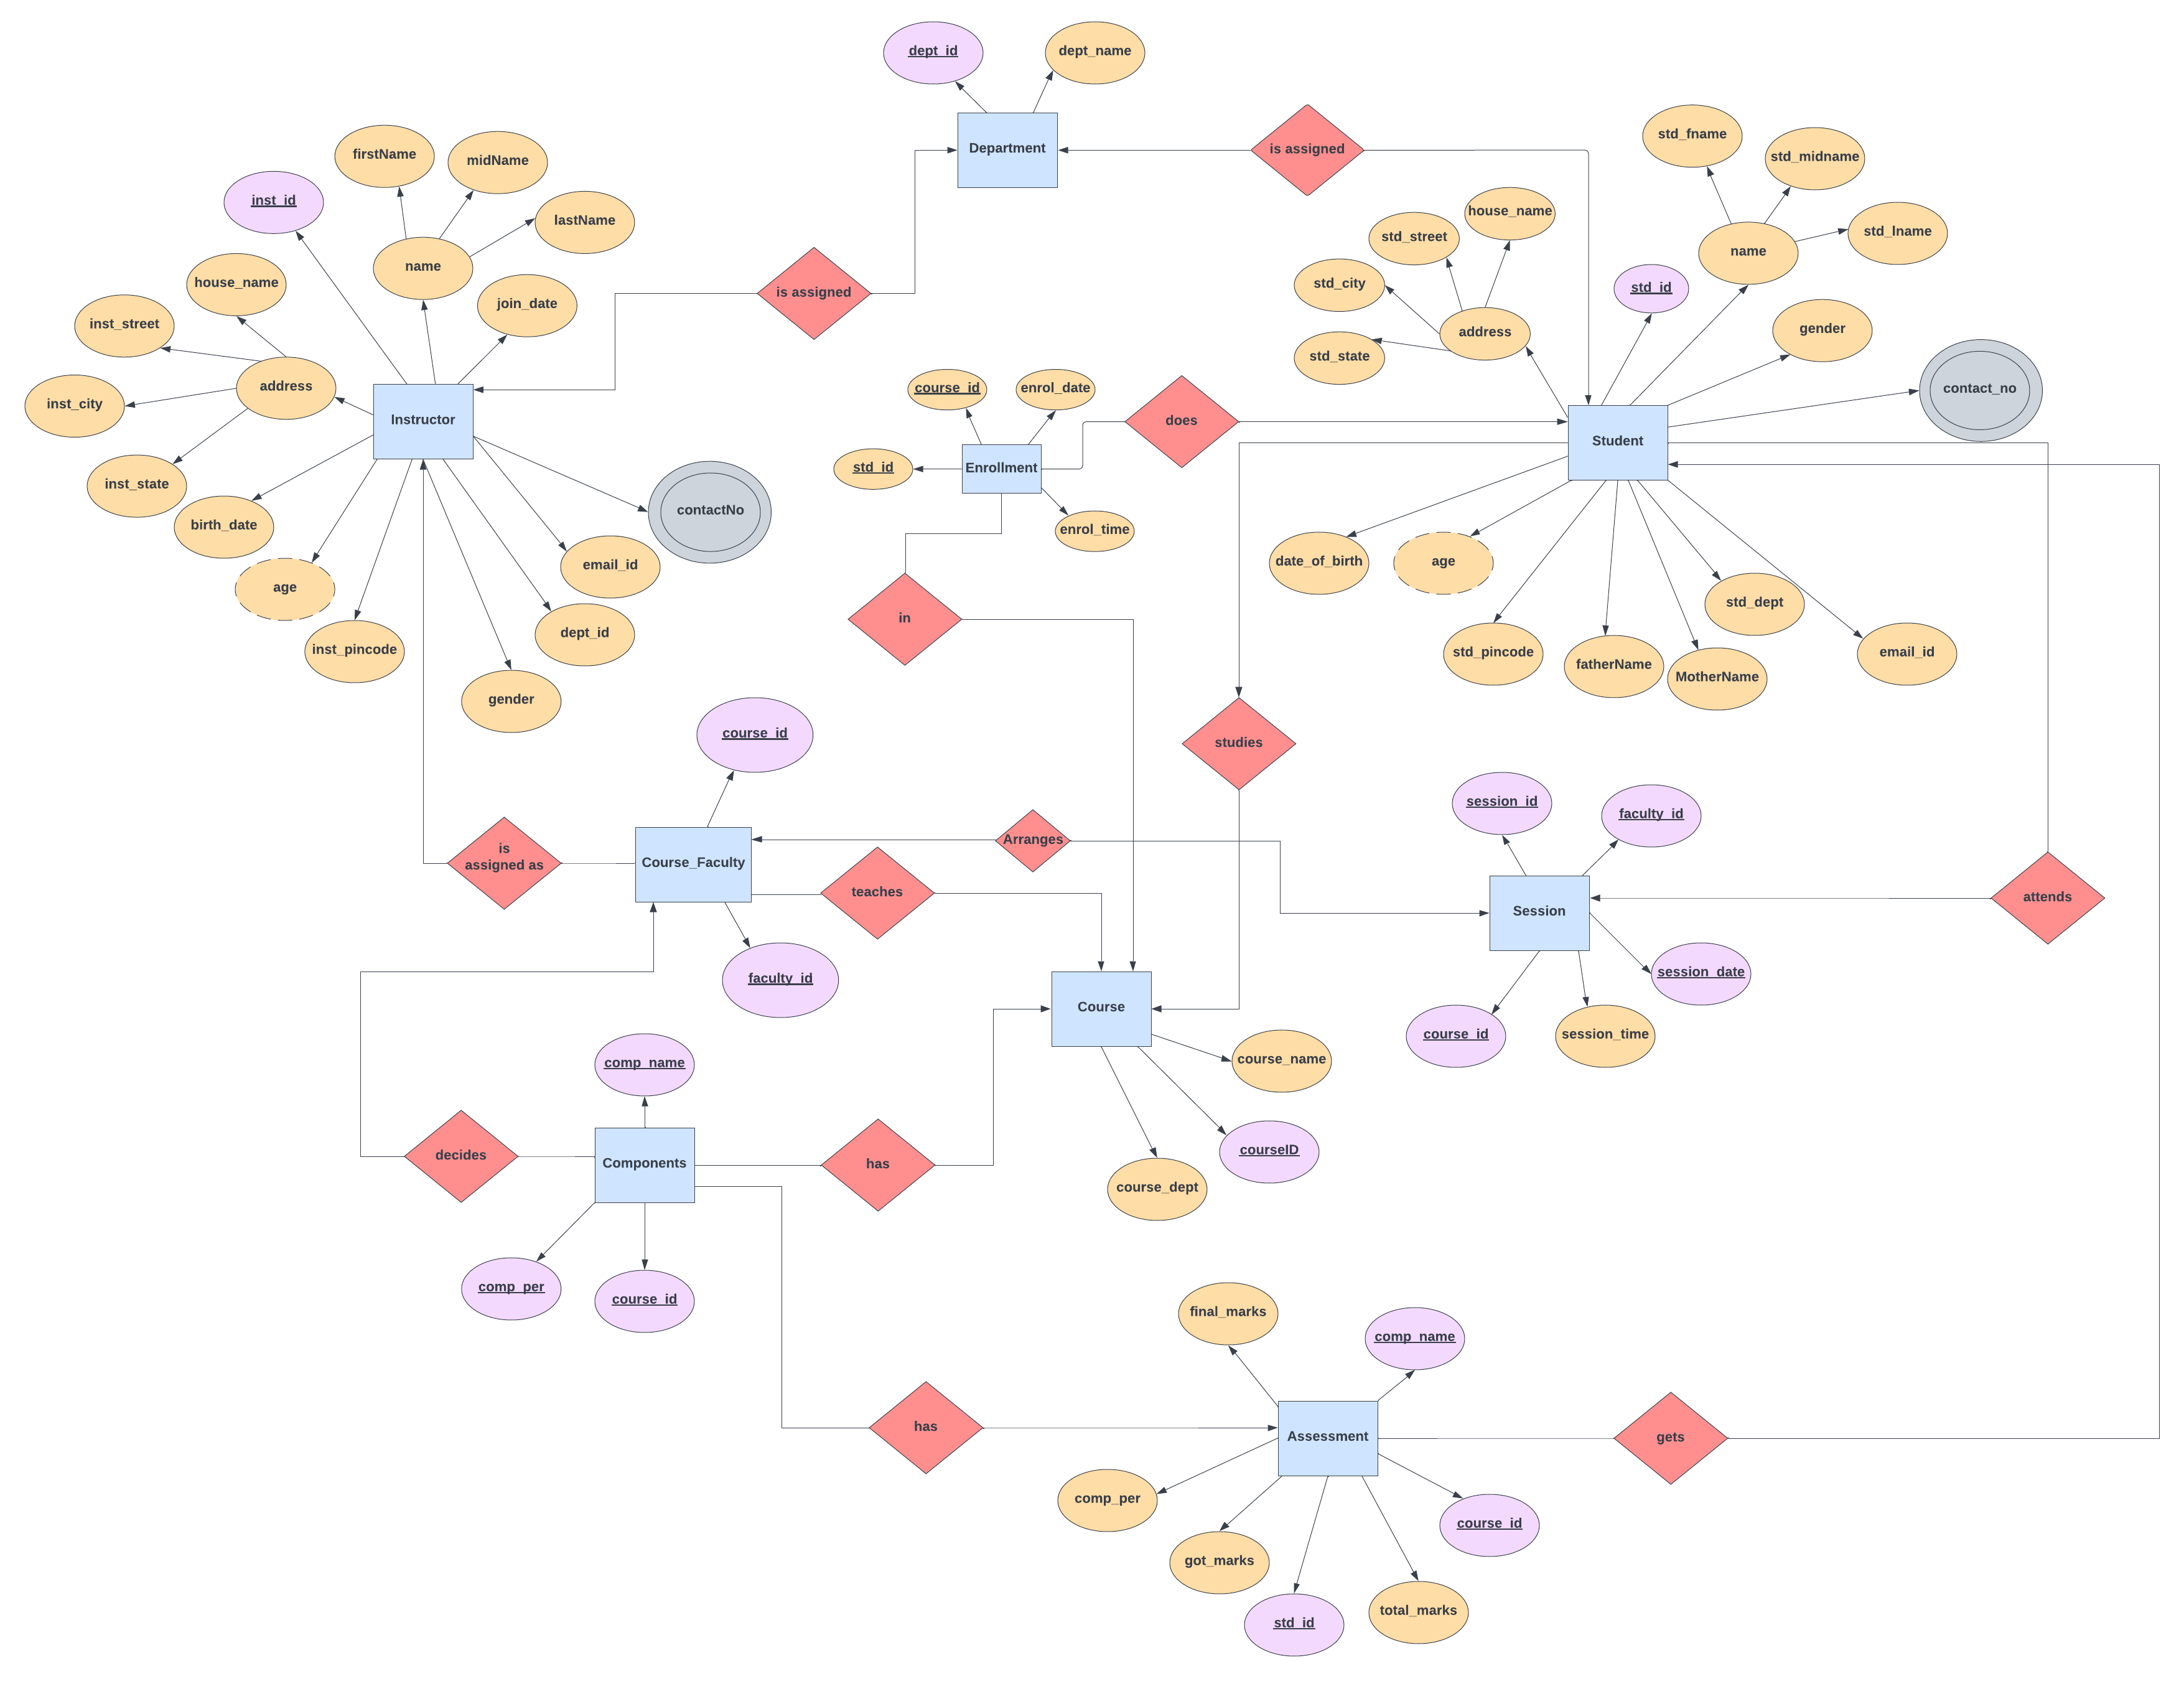 dept_id
dept_name
Department
is assigned
std_fname
std_midname
std_lname
name
firstName
midName
lastName
inst_id
name
house_name
inst_street
inst_city
inst_state
address
join_date
is assigned
Instructor
birth_date
age
inst_pincode
gender
dept_id
email_id
contactNo
house_name
std_street
std_city
std_state
address
std_id
gender
contact_no
Student
course_id
enrol_date
does
std_id
Enrollment
enrol_time
in
date_of_birth
age
std_pincode
fatherName
MotherName
std_dept
email_id
studies
course_id
is
assigned as
Course_Faculty
Arranges
teaches
faculty_id
session_id
faculty_id
Session
attends
session_date
session_time
course_id
Course
course_name
courseID
course_dept
comp_name
decides
Components
has
comp_per
course_id
final_marks
comp_name
has
Assessment
gets
comp_per
got_marks
std_id
total_marks
course_id